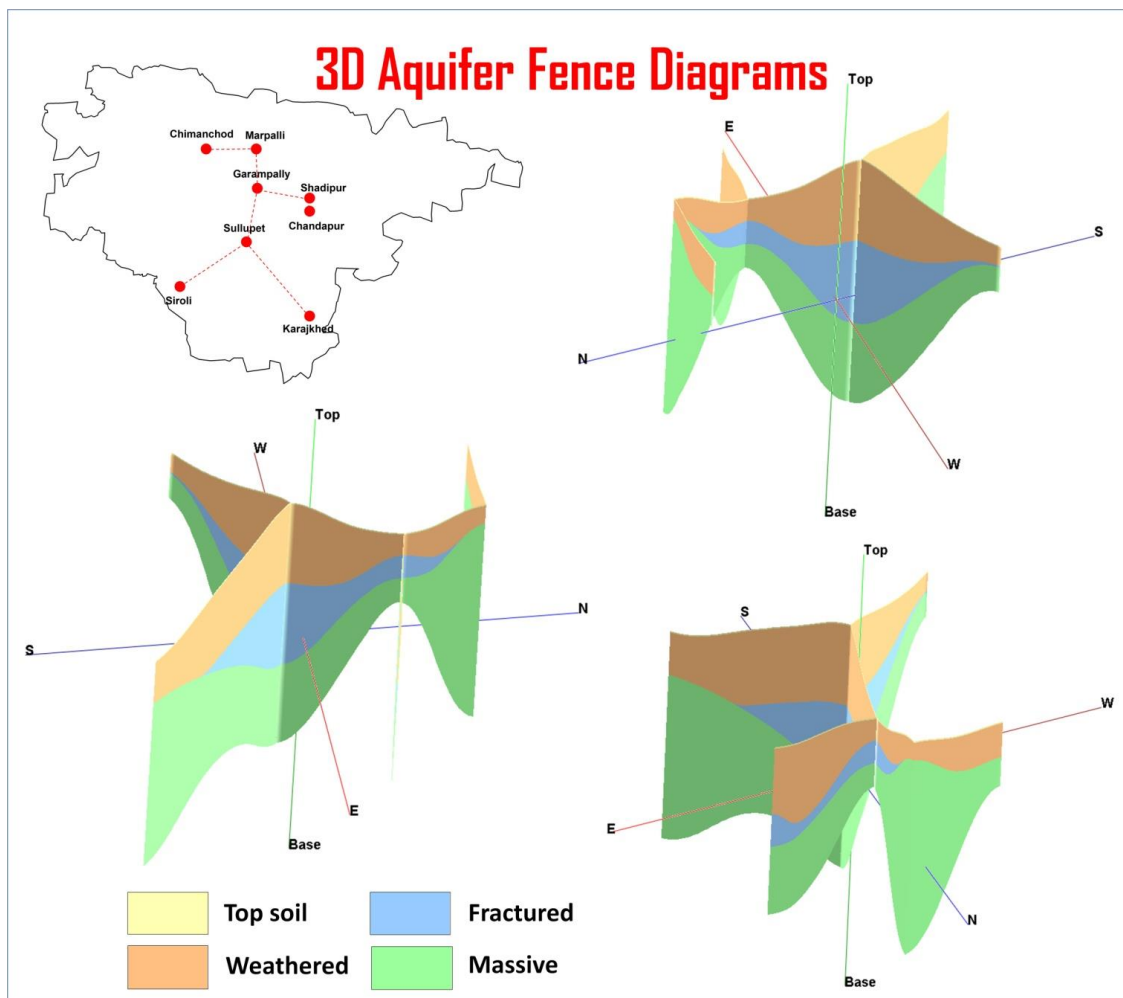 3D Aquifer Fence Diagrams
Chimanchod
Marpalli
Garampally
Shadipur
Chandapur
Sullupet
Siroli
Karajkhed
Top
E
S
N
W
Base
Top
W
N
S
E
Base
Top
S
W
E
N
Base
Top soil
Fractured
Weathered
Massive